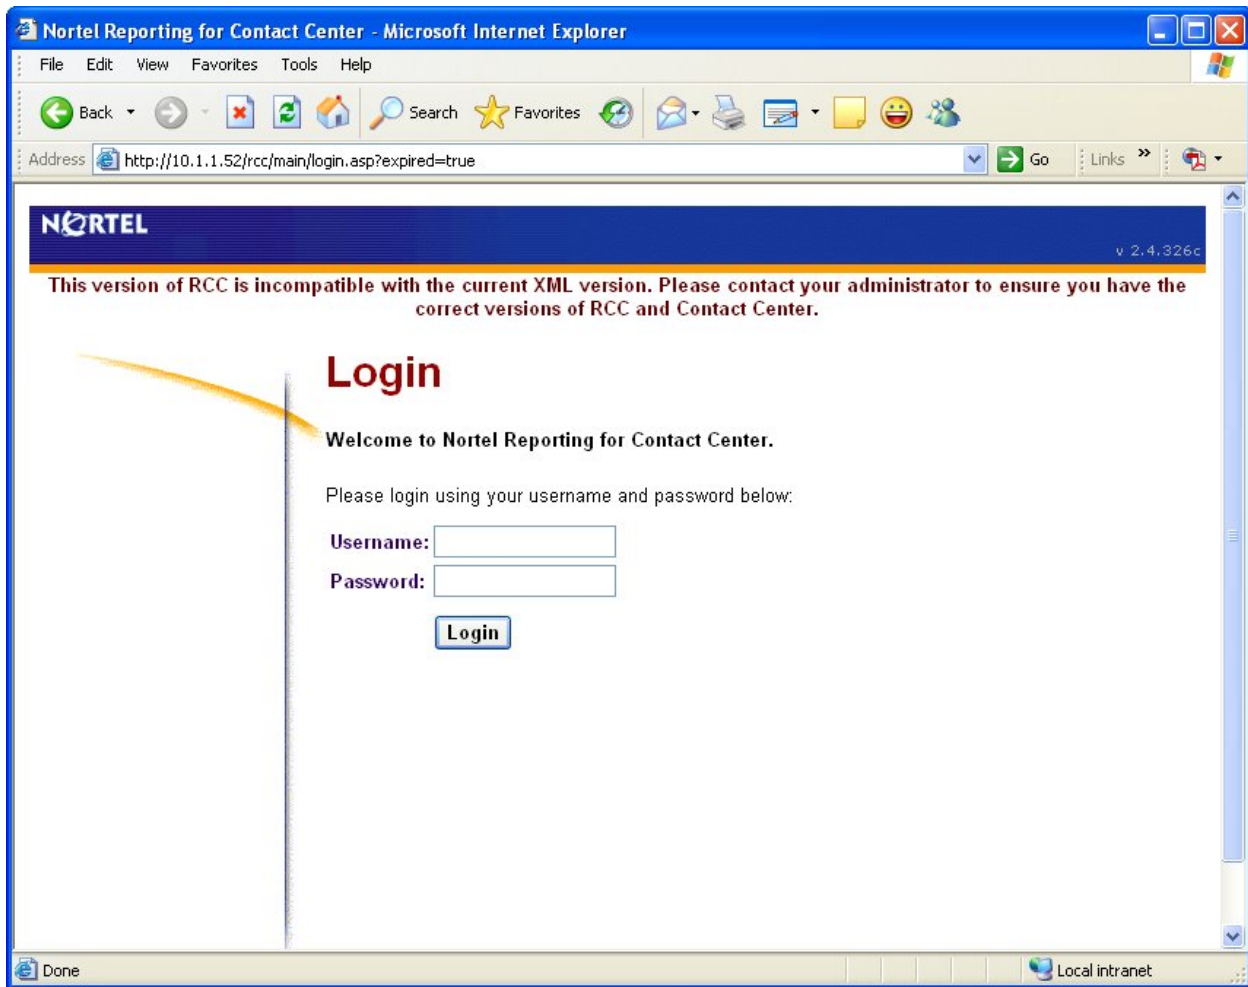 Nortel Reporting for Contact Center - Microsoft Internet Explorer
File Edit View Favorites Tools Help
Back Search Favorites
Address http://10.1.1.52/rcc/main/login.asp?expired=true Go Links »
NORTEL
v 2.4.326c
This version of RCC is incompatible with the current XML version. Please contact your administrator to ensure you have the
correct versions of RCC and Contact Center.
Login
Welcome to Nortel Reporting for Contact Center.
Please login using your username and password below:
Username:
Password:
Login
Done Local intranet